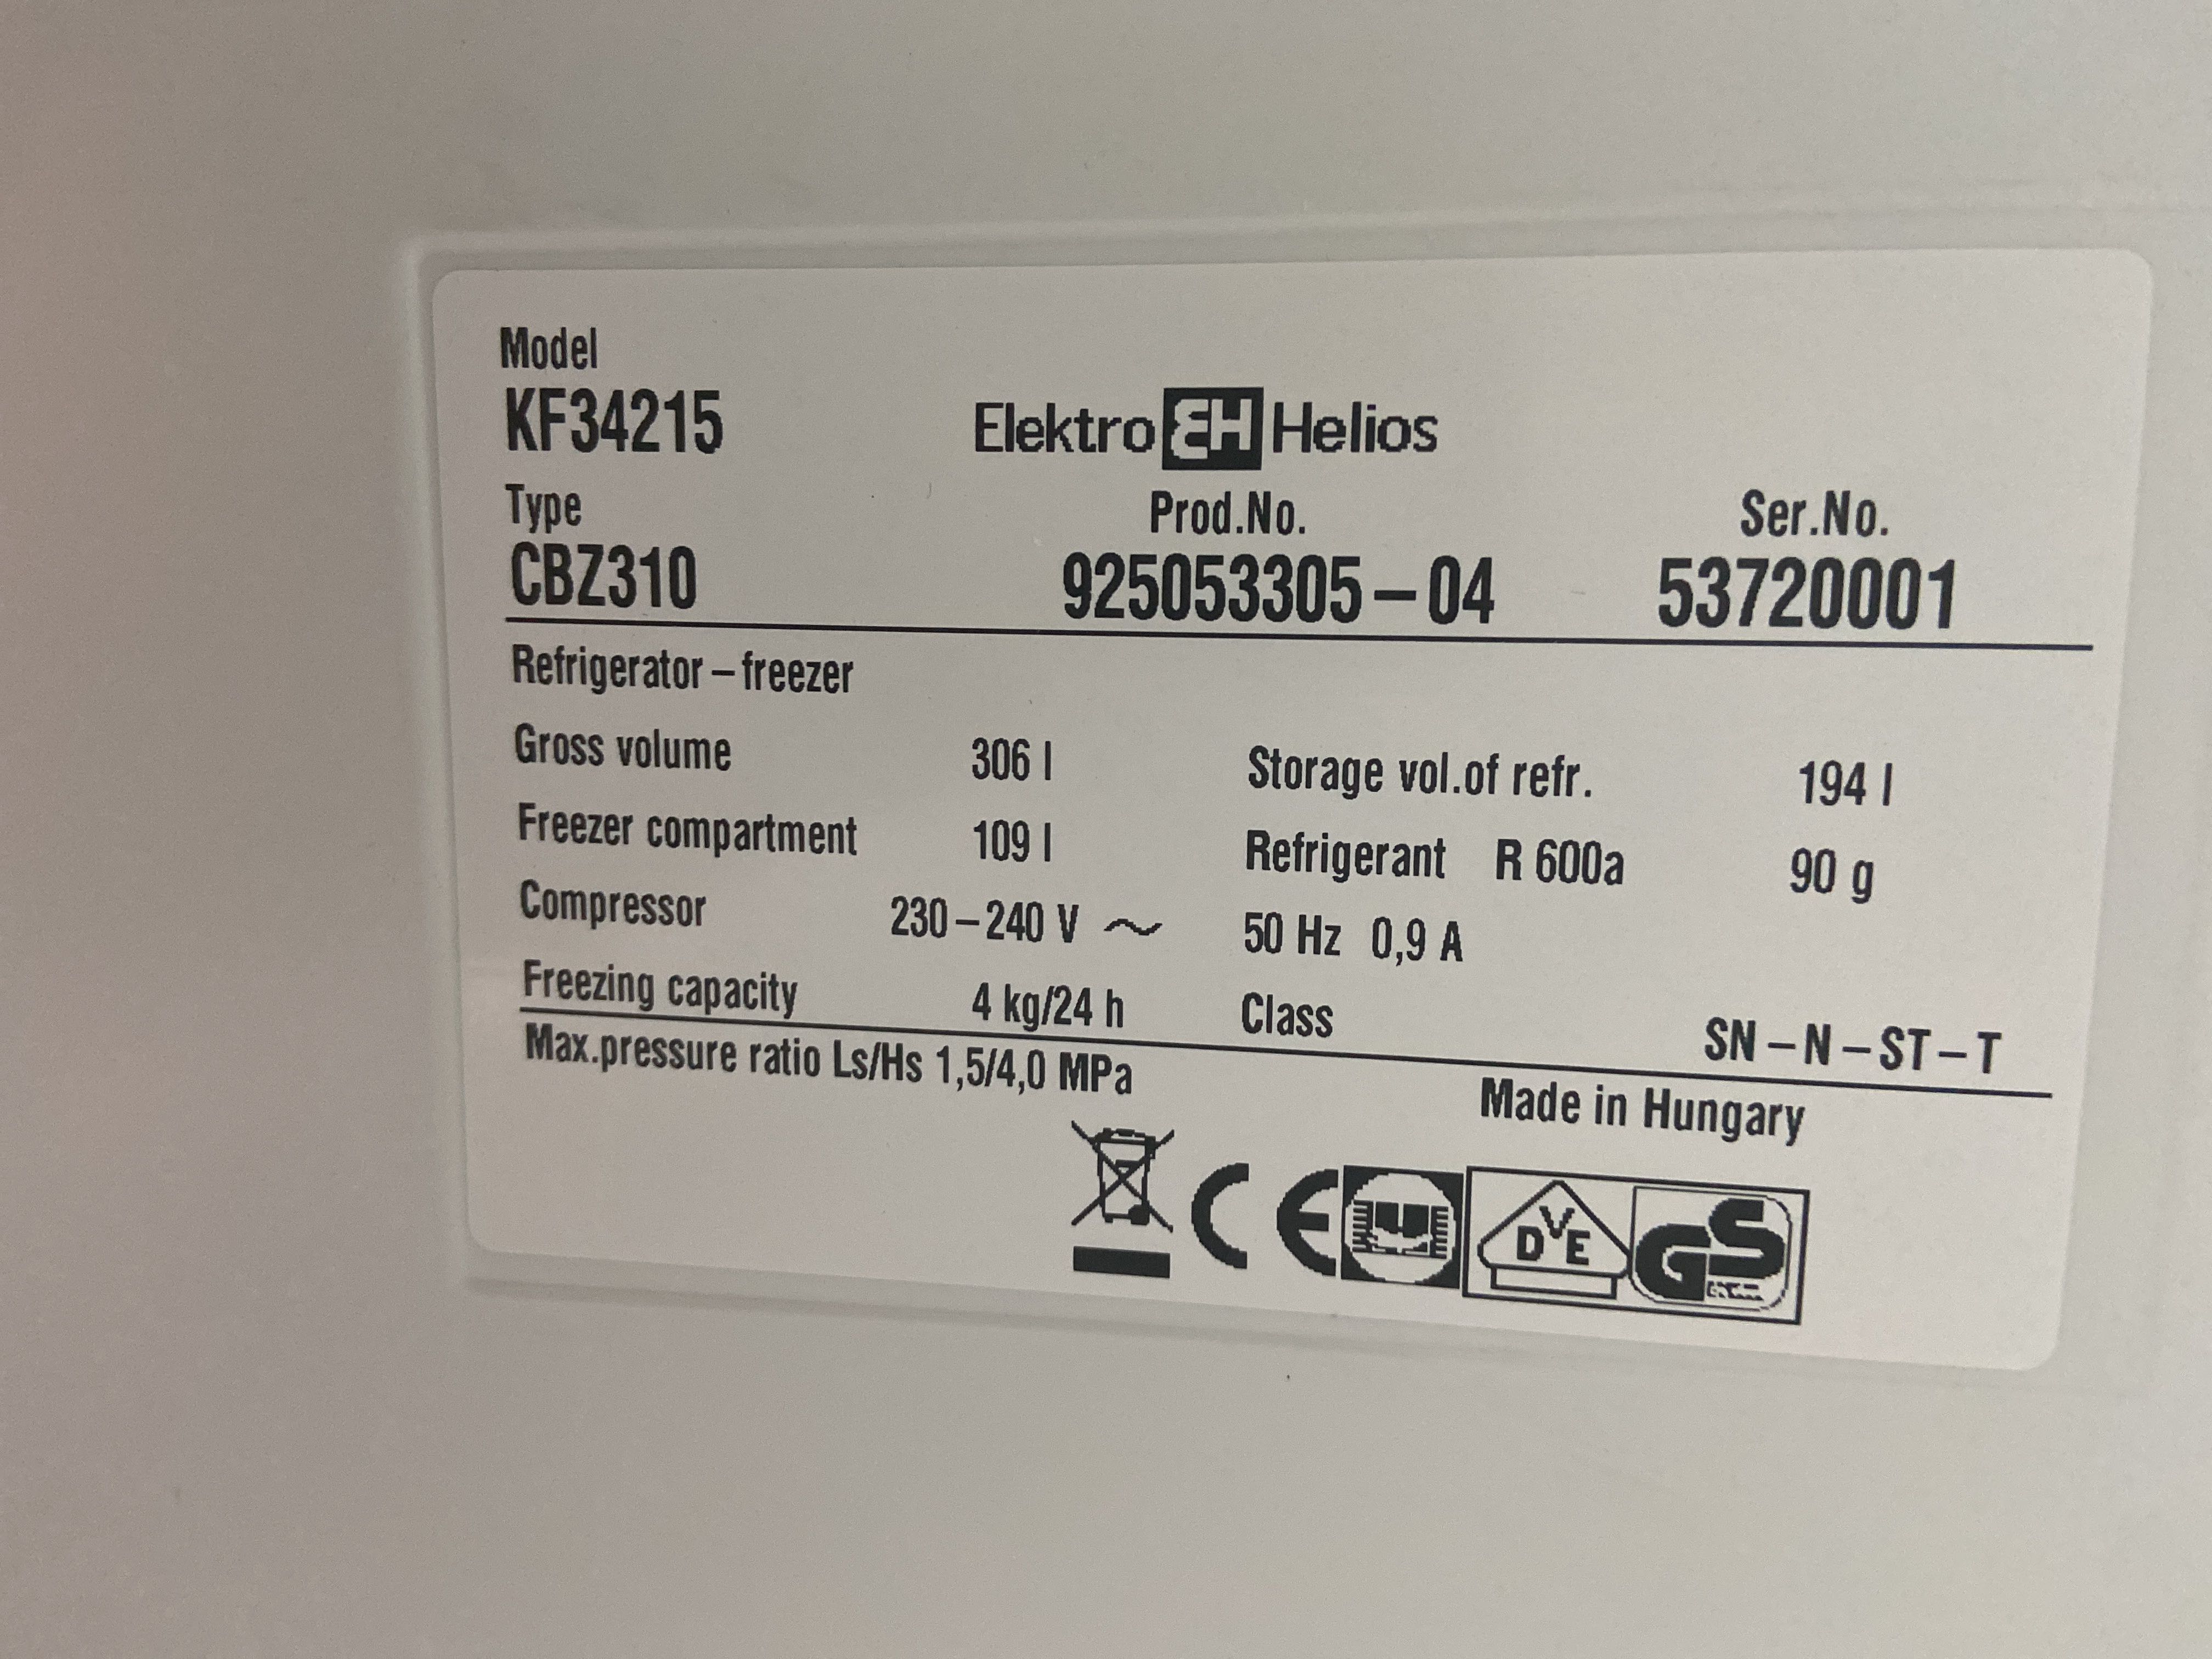 Model
KF34215
Elektro EH Helios
Type
Prod.No.
Ser.No.
CBZ310
925053305–04
53720001
Refrigerator–freezer
Gross volume 306 l
Storage vol.of refr. 194 l
Freezer compartment 109 l
Refrigerant R 600a 90 g
Compressor 230–240 V ~ 50 Hz 0,9 A
Freezing capacity 4 kg/24 h
Class SN–N–ST–T
Max.pressure ratio Ls/Hs 1,5/4,0 MPa
Made in Hungary
CE
DVE
GS